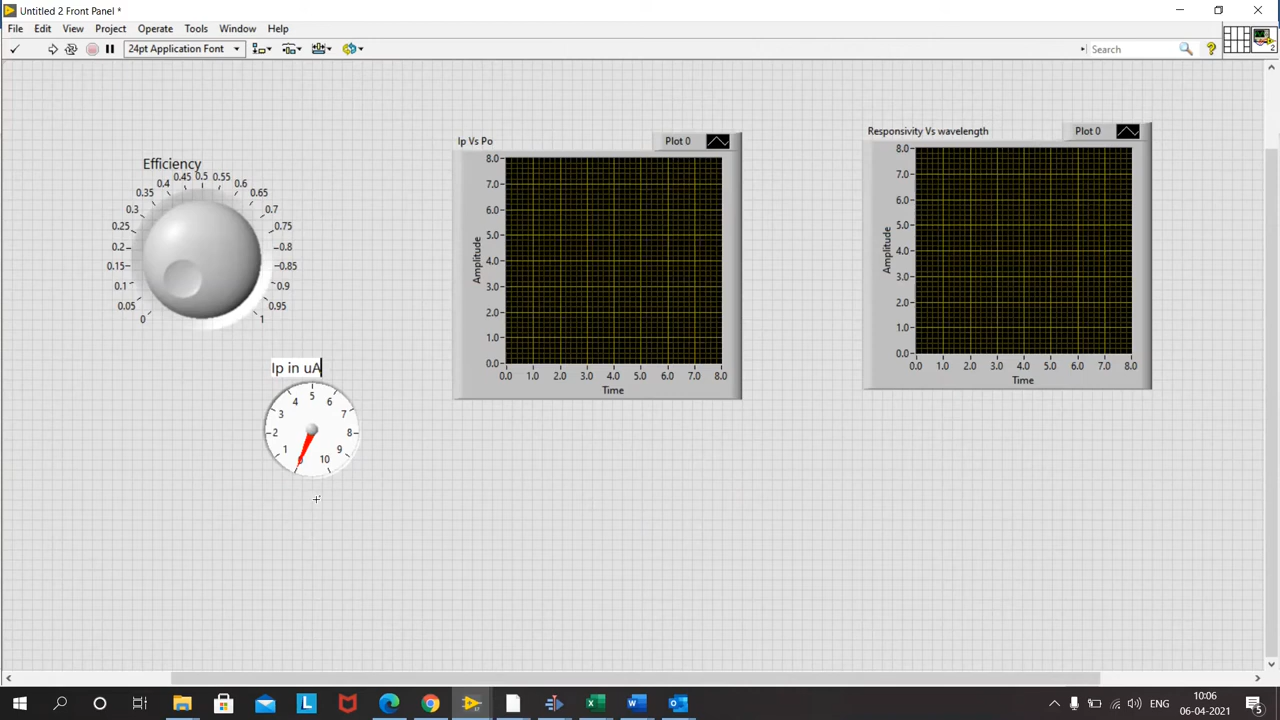 Untitled 2 Front Panel *
File Edit View Project Operate Tools Window Help
24pt Application Font
Search
2
Efficiency
0 0.05 0.1 0.15 0.2 0.25 0.3 0.35 0.4 0.45 0.5 0.55 0.6 0.65 0.7 0.75 0.8 0.85 0.9 0.95 1
Ip in uA
0 1 2 3 4 5 6 7 8 9 10
Ip Vs Po
Plot 0
8.0
7.0
6.0
5.0
4.0
3.0
2.0
1.0
0.0
Amplitude
0.0 1.0 2.0 3.0 4.0 5.0 6.0 7.0 8.0
Time
Responsivity Vs wavelength
Plot 0
8.0
7.0
6.0
5.0
4.0
3.0
2.0
1.0
0.0
Amplitude
0.0 1.0 2.0 3.0 4.0 5.0 6.0 7.0 8.0
Time
ENG
10:06
06-04-2021
5